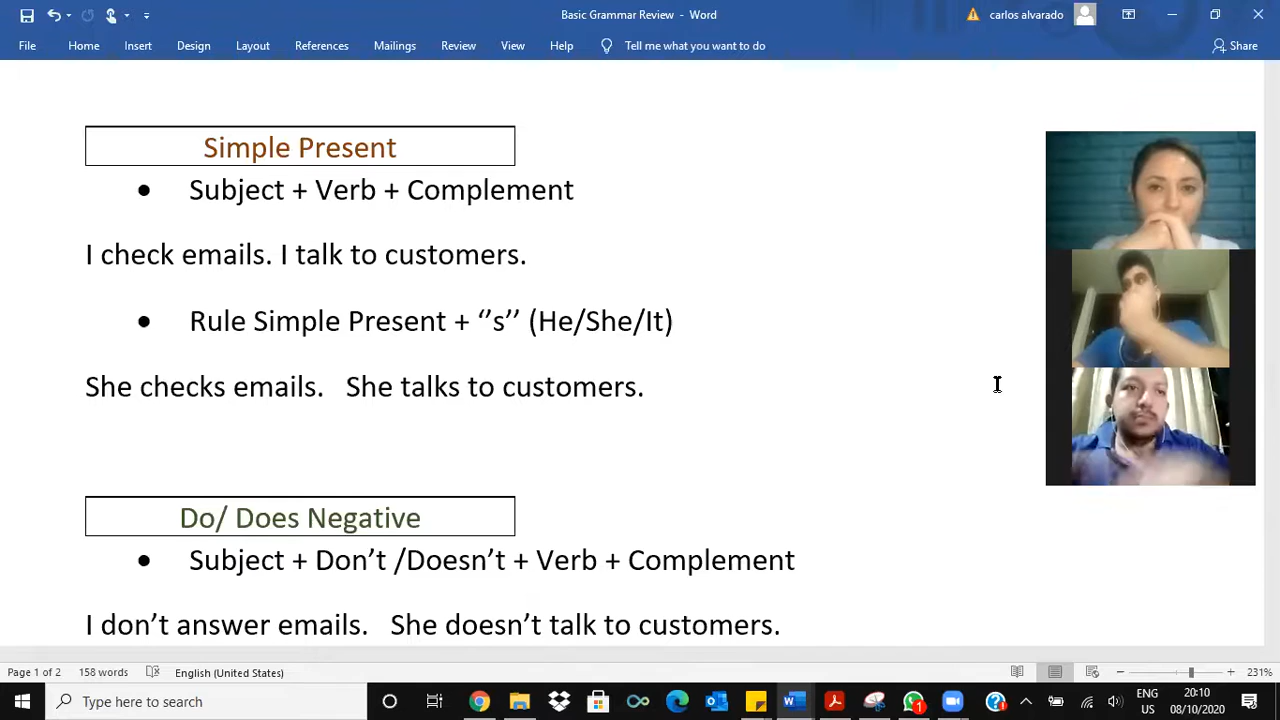 Basic Grammar Review - Word
carlos alvarado
File Home Insert Design Layout References Mailings Review View Help Tell me what you want to do Share
Simple Present
• Subject + Verb + Complement
I check emails. I talk to customers.
• Rule Simple Present + ‘’s’’ (He/She/It)
She checks emails. She talks to customers.
Do/ Does Negative
• Subject + Don’t /Doesn’t + Verb + Complement
I don’t answer emails. She doesn’t talk to customers.
Page 1 of 2 158 words English (United States) 231%
Type here to search
1
ENG 20:10
US 08/10/2020